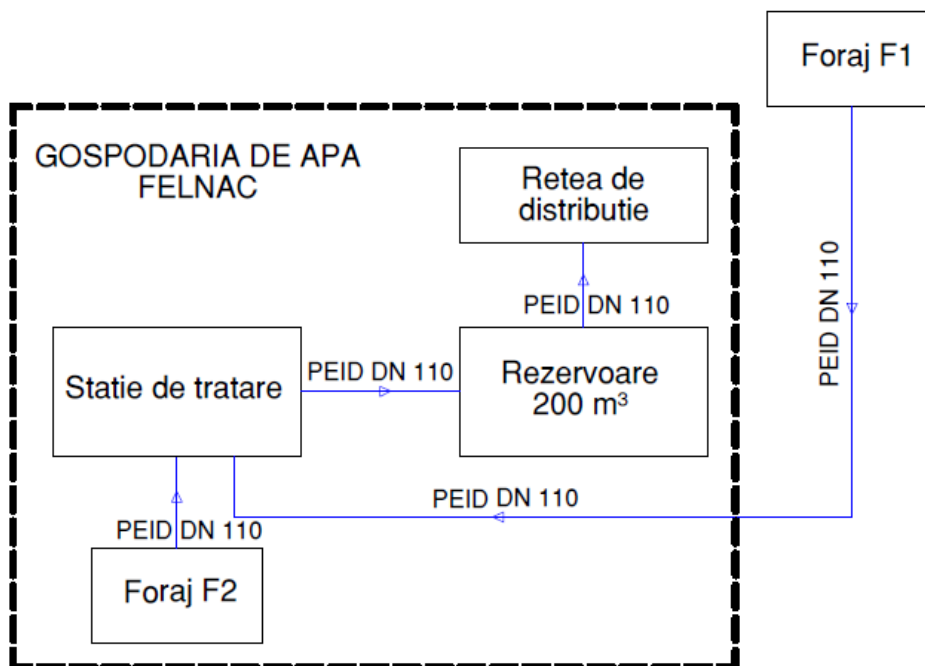 Foraj F1
GOSPODARIA DE APA
FELNAC
Retea de
distributie
PEID DN 110
PEID DN 110
Statie de tratare
PEID DN 110
Rezervoare
200 m³
PEID DN 110
PEID DN 110
Foraj F2